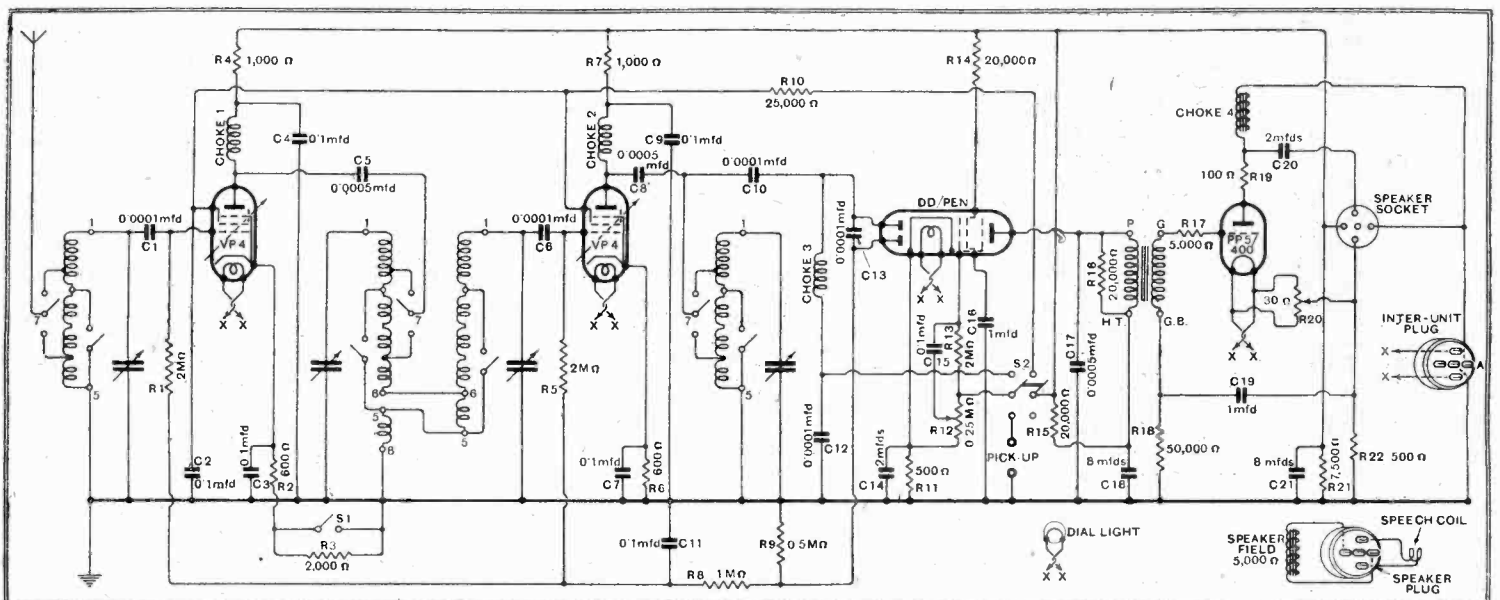 R4 1,000 Ω
R7 1,000 Ω
R14 20,000 Ω
R10
25,000 Ω
CHOKE 1
C4 0·1mfd
C5
0·0005mfd
CHOKE 2
C9 0·1mfd
0·0005
mfd
C8
0·0001mfd
C10
CHOKE 4
2mfds
C20
100 Ω R19
SPEAKER
SOCKET
DD/PEN
1
0·0001mfd
C1
VP4
1
1
0·0001mfd
C6
VP4
1
CHOKE 3
0·0001mfd
C13
P
G
R17
5,000 Ω
PP57
400
R16
20,000 Ω
H.T.
G.B.
30 Ω
R20
INTER-UNIT
PLUG
X
X
A
7
X X
7
X X
7
X X
X X
5
R1
2MΩ
6
6
5
5
8
R5
2MΩ
5
0·1mfd
C15
R13
2MΩ
C16
1mfd
S2
C17
0·0005mfd
C19
1mfd
C2
0·1mfd
0·1mfd
C3
600 Ω
R2
0·1mfd
C7
600 Ω
R6
0·0001mfd
C12
2mfds
C14
500 Ω
R11
R12
0·25MΩ
PICK-UP
R15
20,000 Ω
8mfds
C18
R18
50,000 Ω
8mfds
C21
7,500 Ω
R21
R22 500 Ω
S1
R3
2,000 Ω
0·1mfd C11
R9 0·5MΩ
R8 1MΩ
DIAL LIGHT
X X
SPEAKER
FIELD
5,000 Ω
SPEECH COIL
SPEAKER
PLUG